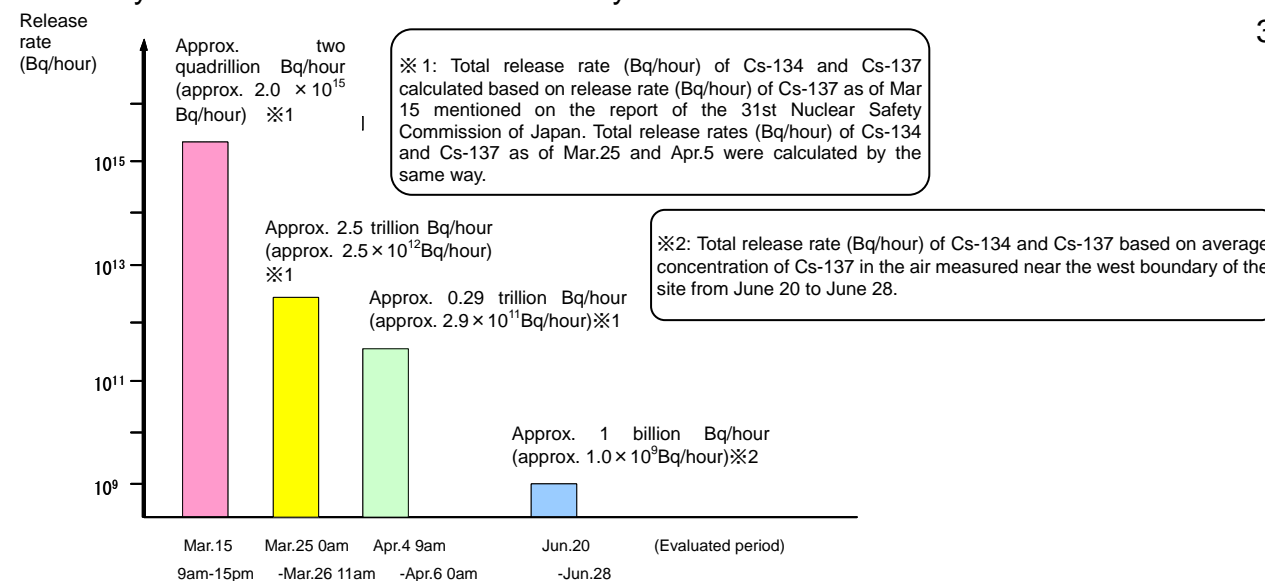 Release
rate
(Bq/hour)
3
Approx. two
quadrillion Bq/hour
(approx. 2.0 ×10¹⁵
Bq/hour) ※1
※1: Total release rate (Bq/hour) of Cs-134 and Cs-137
calculated based on release rate (Bq/hour) of Cs-137 as of Mar
15 mentioned on the report of the 31st Nuclear Safety
Commission of Japan. Total release rates (Bq/hour) of Cs-134
and Cs-137 as of Mar.25 and Apr.5 were calculated by the
same way.
10¹⁵
Approx. 2.5 trillion Bq/hour
(approx. 2.5×10¹²Bq/hour)
※1
※2: Total release rate (Bq/hour) of Cs-134 and Cs-137 based on average
concentration of Cs-137 in the air measured near the west boundary of the
site from June 20 to June 28.
10¹³
Approx. 0.29 trillion Bq/hour
(approx. 2.9×10¹¹Bq/hour)※1
10¹¹
Approx. 1 billion Bq/hour
(approx. 1.0×10⁹Bq/hour)※2
10⁹
Mar.15 Mar.25 0am Apr.4 9am Jun.20 (Evaluated period)
9am-15pm -Mar.26 11am -Apr.6 0am -Jun.28